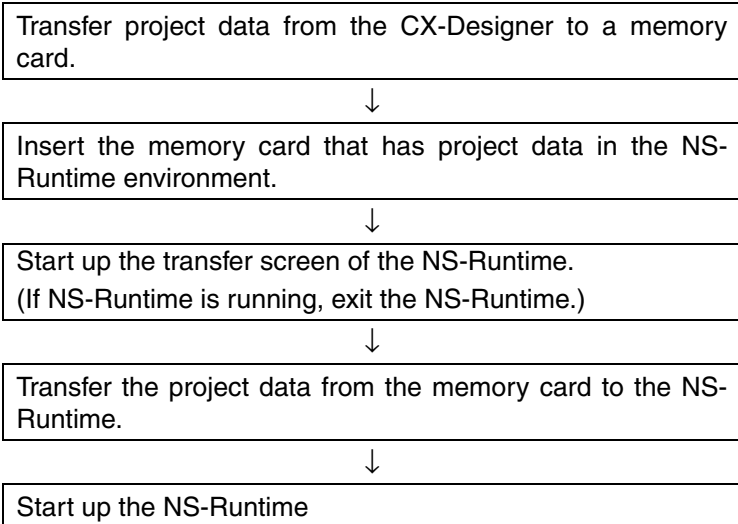 Transfer project data from the CX-Designer to a memory
card.
↓
Insert the memory card that has project data in the NS-
Runtime environment.
↓
Start up the transfer screen of the NS-Runtime.
(If NS-Runtime is running, exit the NS-Runtime.)
↓
Transfer the project data from the memory card to the NS-
Runtime.
↓
Start up the NS-Runtime